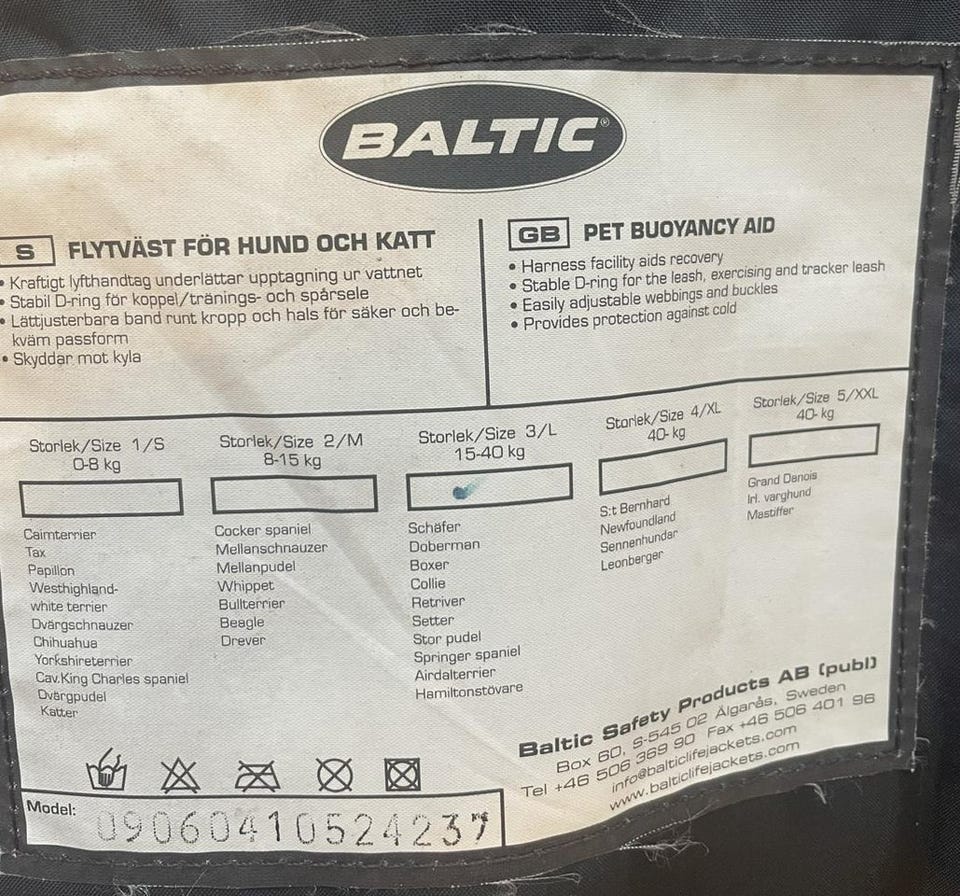 BALTIC®
S FLYTVÄST FÖR HUND OCH KATT
• Kraftigt lyfthandtag underlättar upptagning ur vattnet
• Stabil D-ring för koppel/tränings- och spårsele
• Lättjusterbara band runt kropp och hals för säker och be-
kväm passform
• Skyddar mot kyla
GB PET BUOYANCY AID
• Harness facility aids recovery
• Stable D-ring for the leash, exercising and tracker leash
• Easily adjustable webbings and buckles
• Provides protection against cold
Storlek/Size 1/S
0-8 kg
Cairnterrier
Tax
Papillon
Westhighland-
white terrier
Dvärgschnauzer
Chihuahua
Yorkshireterrier
Cav.King Charles spaniel
Dvärgpudel
Katter
Storlek/Size 2/M
8-15 kg
Cocker spaniel
Mellanschnauzer
Mellanpudel
Whippet
Bullterrier
Beagle
Drever
Storlek/Size 3/L
15-40 kg
Schäfer
Doberman
Boxer
Collie
Retriver
Setter
Stor pudel
Springer spaniel
Airdalterrier
Hamiltonstövare
Storlek/Size 4/XL
40- kg
S:t Bernhard
Newfoundland
Sennenhundar
Leonberger
Storlek/Size 5/XXL
40- kg
Grand Danois
Irl. varghund
Mastiffer
Baltic Safety Products AB (publ)
Box 60, S-545 02 Älgarås, Sweden
Tel +46 506 369 90 Fax +46 506 401 96
info@balticlifejackets.com
www.balticlifejackets.com
Model: